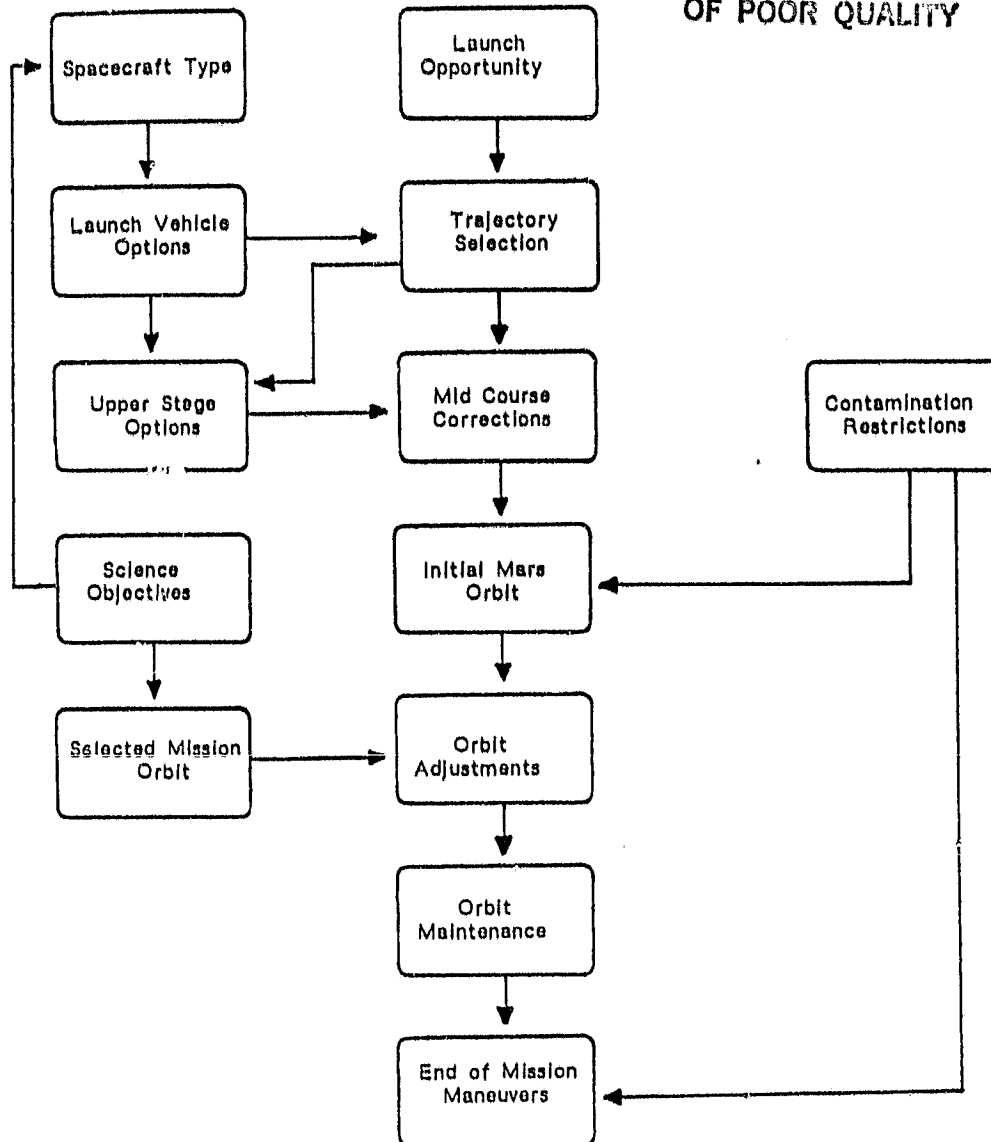 OF POOR QUALITY
Spacecraft Type
Launch
Opportunity
Launch Vehicle
Options
Trajectory
Selection
Upper Stage
Options
Mid Course
Corrections
Contamination
Restrictions
Science
Objectives
Initial Mars
Orbit
Selected Mission
Orbit
Orbit
Adjustments
Orbit
Maintenance
End of Mission
Maneuvers